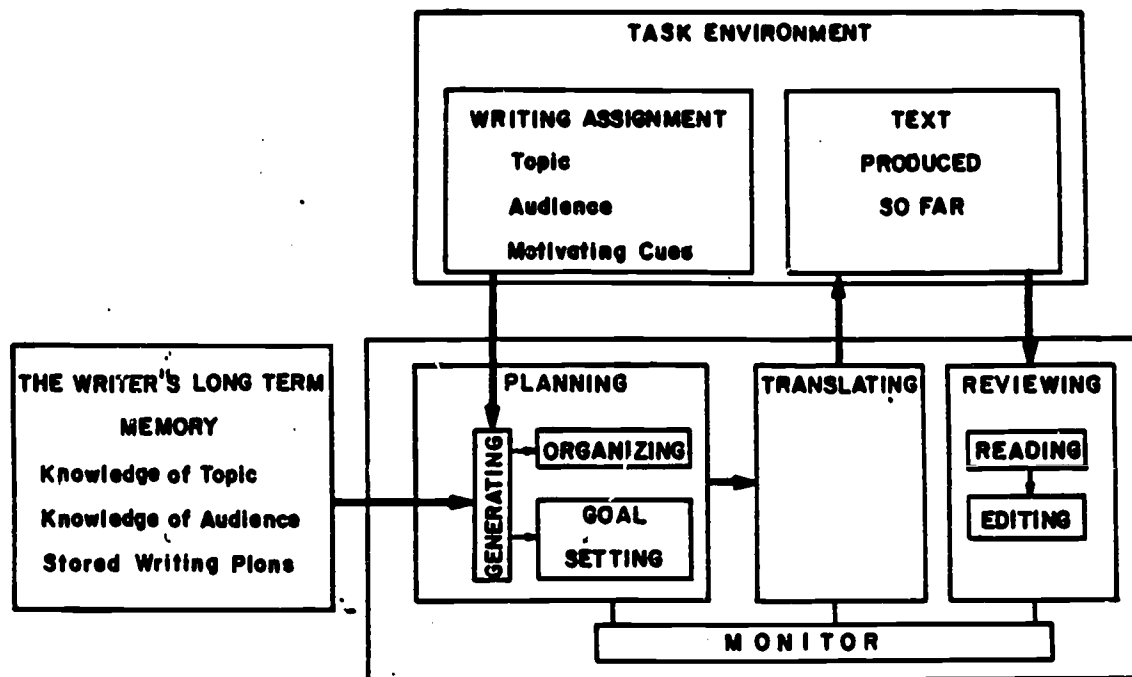 TASK ENVIRONMENT
WRITING ASSIGNMENT
Topic
Audience
Motivating Cues
TEXT
PRODUCED
SO FAR
THE WRITER'S LONG TERM
MEMORY
Knowledge of Topic
Knowledge of Audience
Stored Writing Plans
PLANNING
GENERATING
ORGANIZING
GOAL
SETTING
TRANSLATING
REVIEWING
READING
EDITING
MONITOR